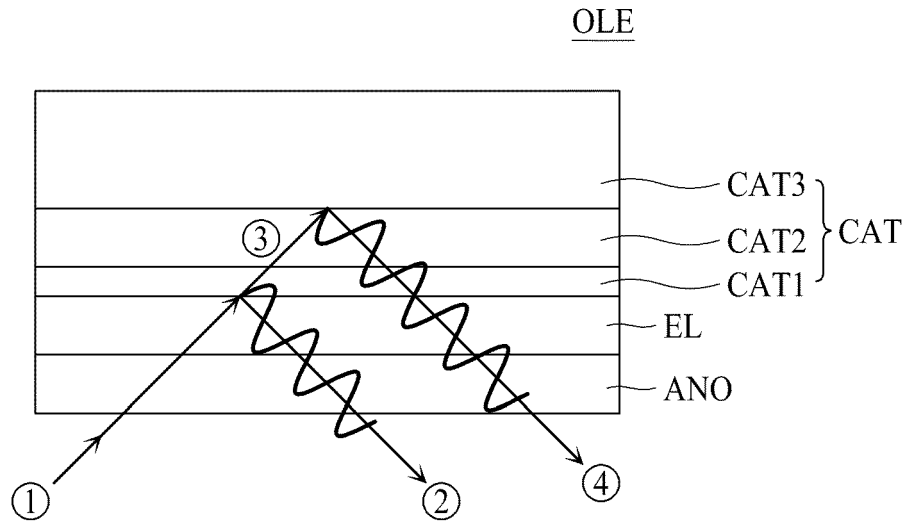 OLE
CAT3
CAT2
CAT
CAT1
EL
ANO
③
①
②
④